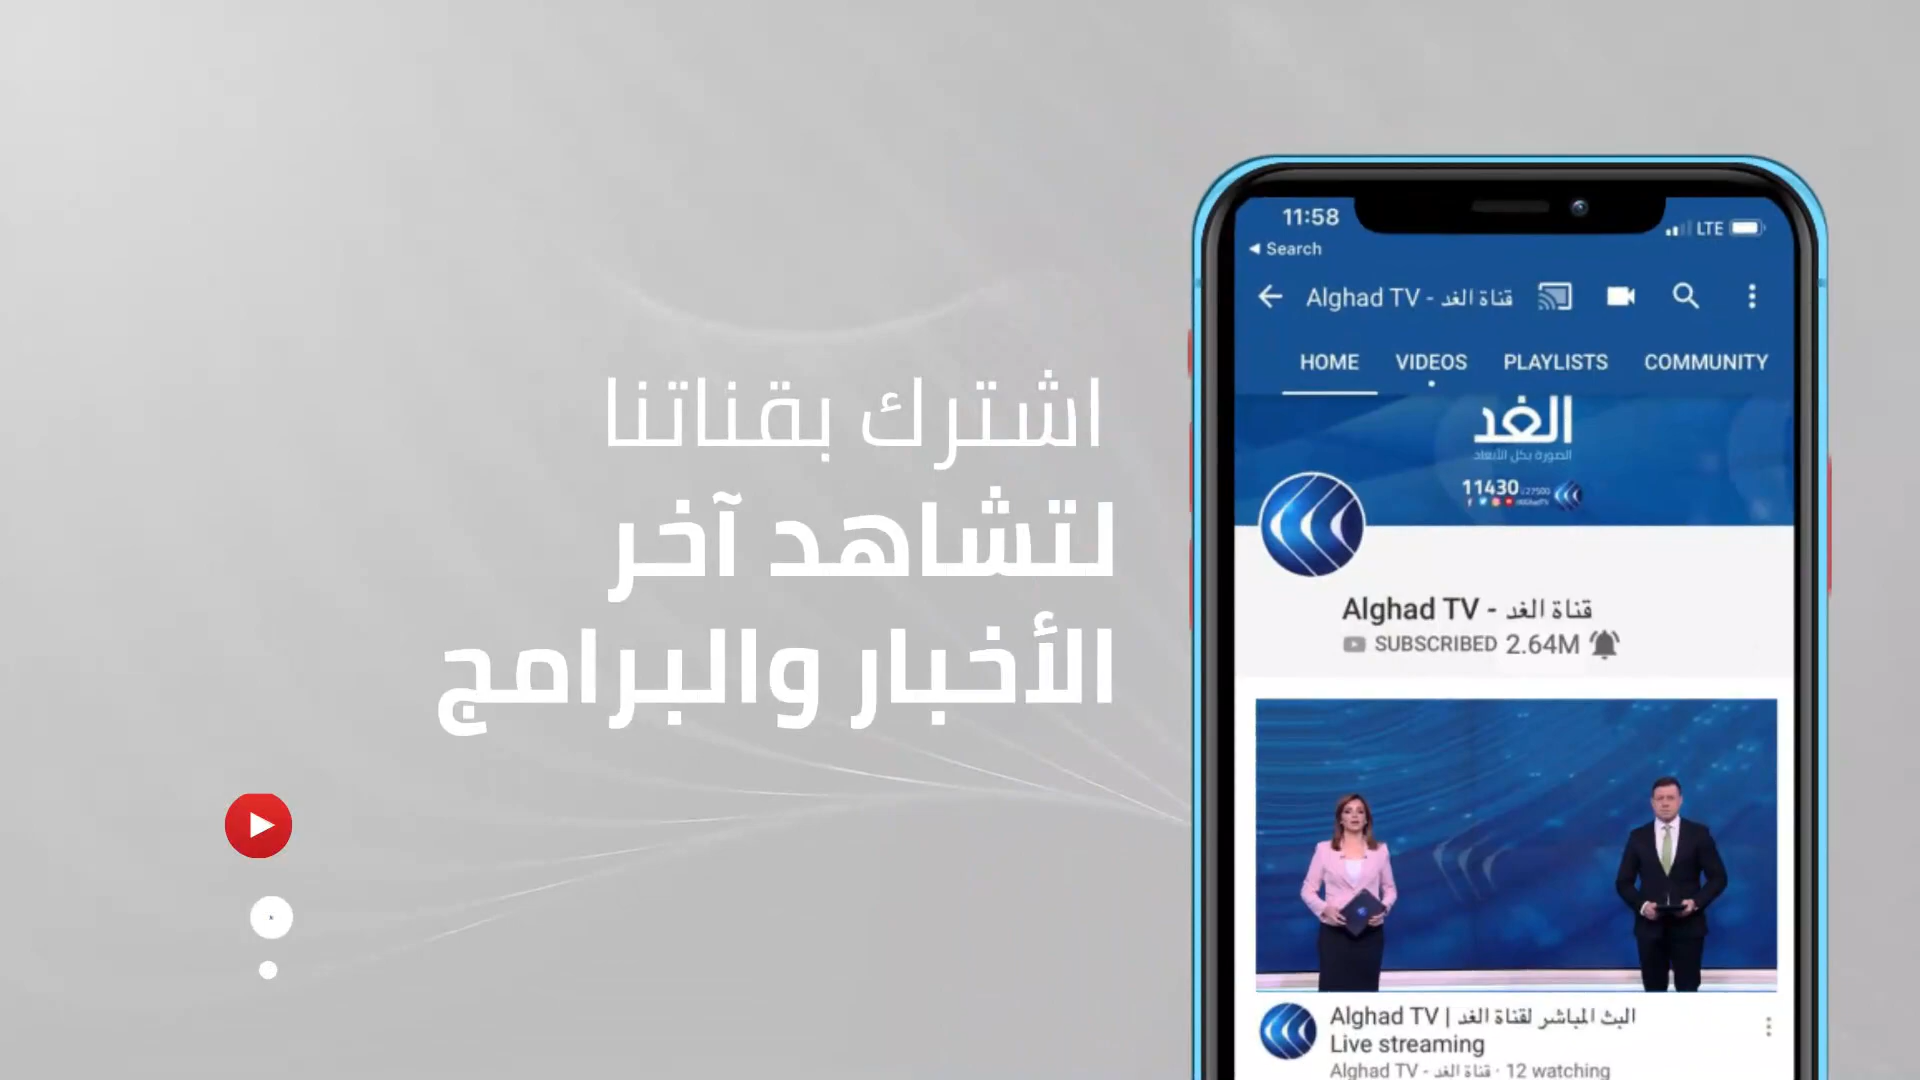 اشترك بقناتنا
لتشاهد آخر
الأخبار والبرامج
11:58
LTE
Search
Alghad TV - قناة الغد
HOME VIDEOS PLAYLISTS COMMUNITY
الغد
الصورة بكل الأبعاد
11430 27500
Alghad TV - قناة الغد
SUBSCRIBED 2.64M
Alghad TV | البث المباشر لقناة الغد
Live streaming
Alghad TV - قناة الغد · 12 watching